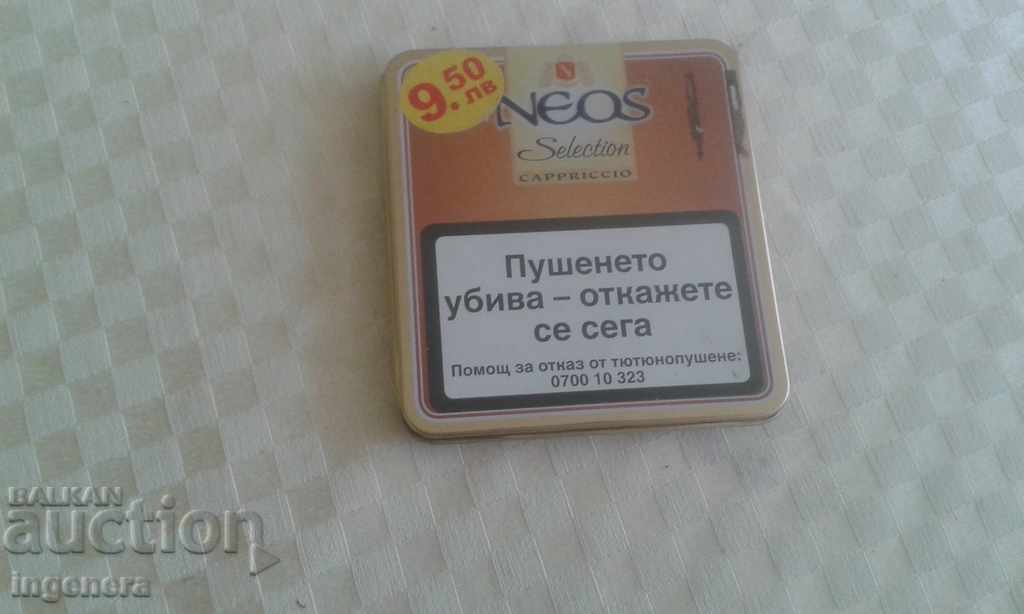 9.50
лв
NEOS
Selection
CAPPRICCIO
Пушенето
убива – откажете
се сега
Помощ за отказ от тютюнопушене:
0700 10 323
BALKAN
auction
ingenera